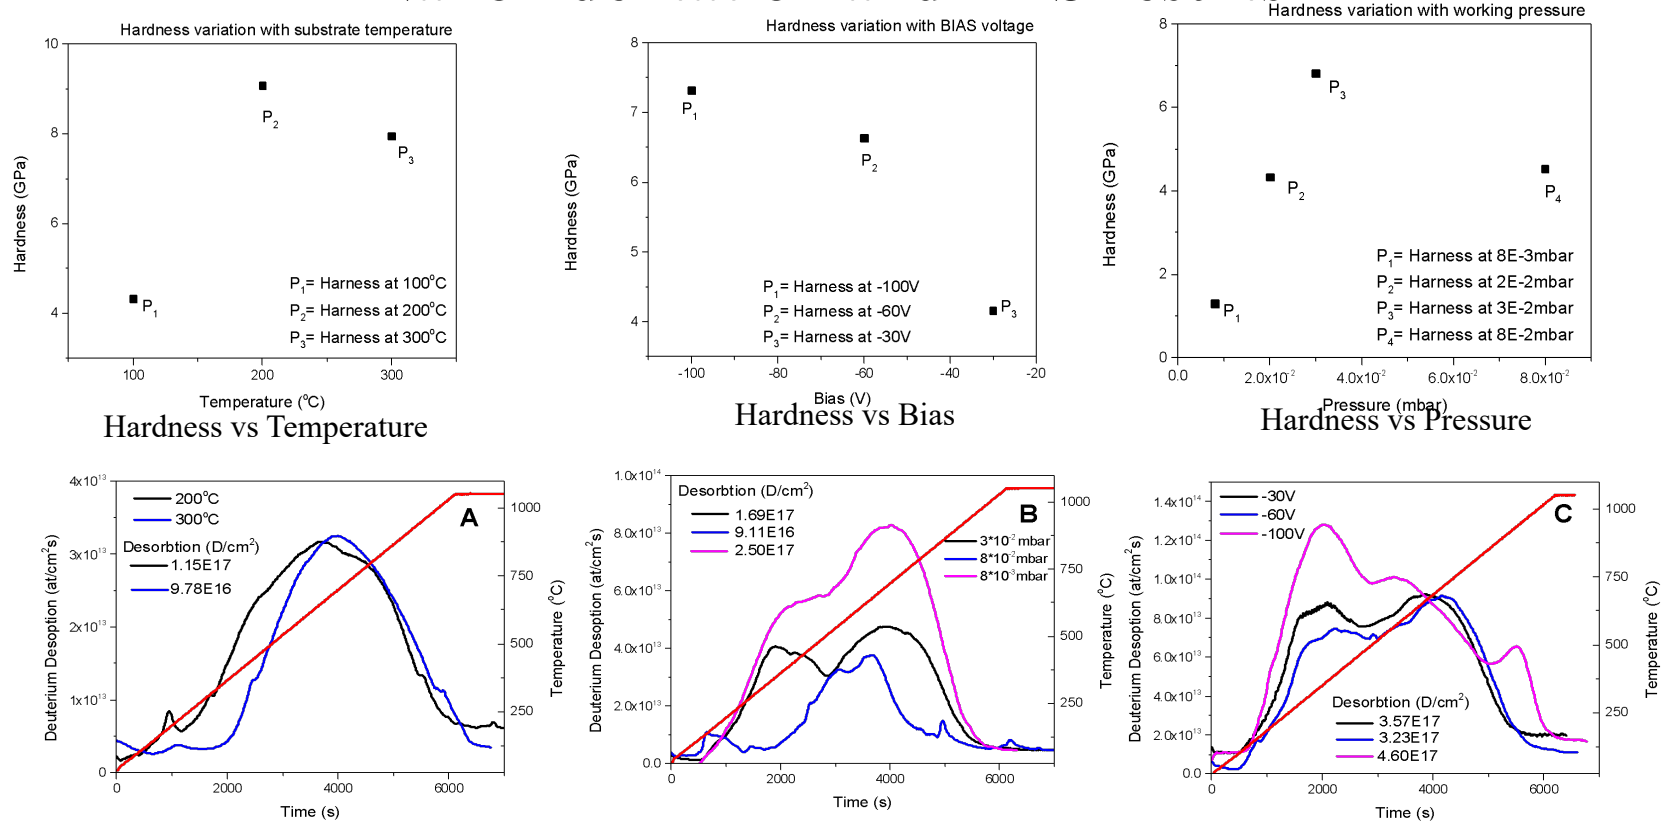 Hardness variation with substrate temperature
10
8
6
4
Hardness (GPa)
P1
P2
P3
P1= Harness at 100°C
P2= Harness at 200°C
P3= Harness at 300°C
100 200 300
Temperature (°C)
Hardness vs Temperature
Hardness variation with BIAS voltage
8
7
6
5
4
Hardness (GPa)
P1
P2
P3
P1= Harness at -100V
P2= Harness at -60V
P3= Harness at -30V
-100 -80 -60 -40 -20
Bias (V)
Hardness vs Bias
Hardness variation with working pressure
8
6
4
2
0
Hardness (GPa)
P1
P2
P3
P4
P1= Harness at 8E-3mbar
P2= Harness at 2E-2mbar
P3= Harness at 3E-2mbar
P4= Harness at 8E-2mbar
0.0 2.0x10-2 4.0x10-2 6.0x10-2 8.0x10-2
Pressure (mbar)
Hardness vs Pressure
4x10^13
3x10^13
2x10^13
1x10^13
0
Deuterium Desoption (at/cm²s)
200°C
300°C
Desorbtion (D/cm²)
1.15E17
9.78E16
A
1000
750
500
250
Temperature (°C)
0 2000 4000 6000
Time (s)
1.0x10^14
8.0x10^13
6.0x10^13
4.0x10^13
2.0x10^13
0.0
Deuterium Desoption (at/cm²s)
Desorbtion (D/cm²)
1.69E17
9.11E16
2.50E17
B
3*10^-2 mbar
8*10^-2 mbar
8*10^-3 mbar
1000
750
500
250
Temperature (°C)
0 2000 4000 6000
Time (s)
1.4x10^14
1.2x10^14
1.0x10^14
8.0x10^13
6.0x10^13
4.0x10^13
2.0x10^13
0.0
Deuterium Desoption (at/cm²s)
-30V
-60V
-100V
C
Desorbtion (D/cm²)
3.57E17
3.23E17
4.60E17
1000
750
500
250
Temperature (°C)
0 2000 4000 6000
Time (s)